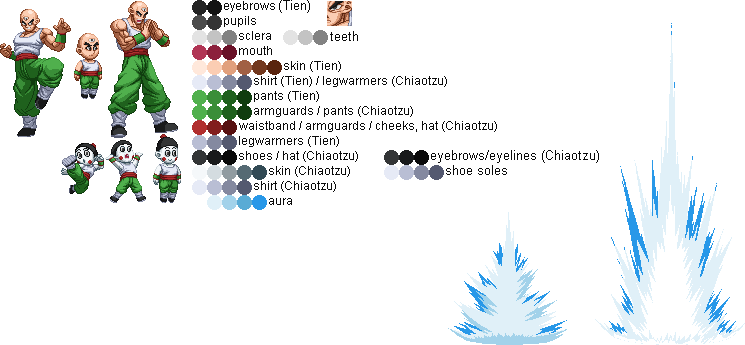 eyebrows (Tien)
pupils
sclera
teeth
mouth
skin (Tien)
shirt (Tien) / legwarmers (Chiaotzu)
pants (Tien)
armguards / pants (Chiaotzu)
waistband / armguards / cheeks, hat (Chiaotzu)
legwarmers (Tien)
shoes / hat (Chiaotzu)
eyebrows/eyelines (Chiaotzu)
skin (Chiaotzu)
shoe soles
shirt (Chiaotzu)
aura